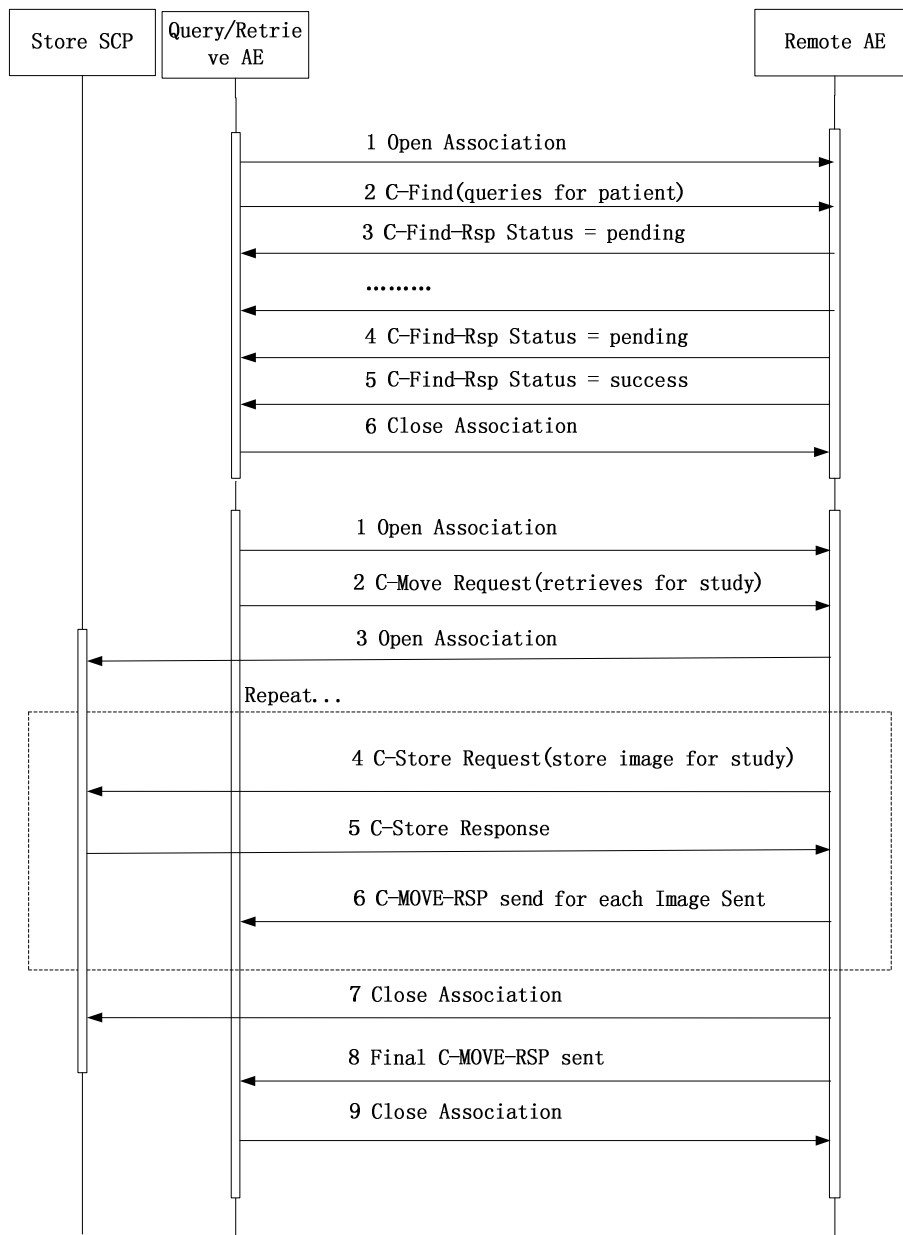 Store SCP
Query/Retrie
ve AE
Remote AE
1 Open Association
2 C-Find(queries for patient)
3 C-Find-Rsp Status = pending
………
4 C-Find-Rsp Status = pending
5 C-Find-Rsp Status = success
6 Close Association
1 Open Association
2 C-Move Request(retrieves for study)
3 Open Association
Repeat...
4 C-Store Request(store image for study)
5 C-Store Response
6 C-MOVE-RSP send for each Image Sent
7 Close Association
8 Final C-MOVE-RSP sent
9 Close Association